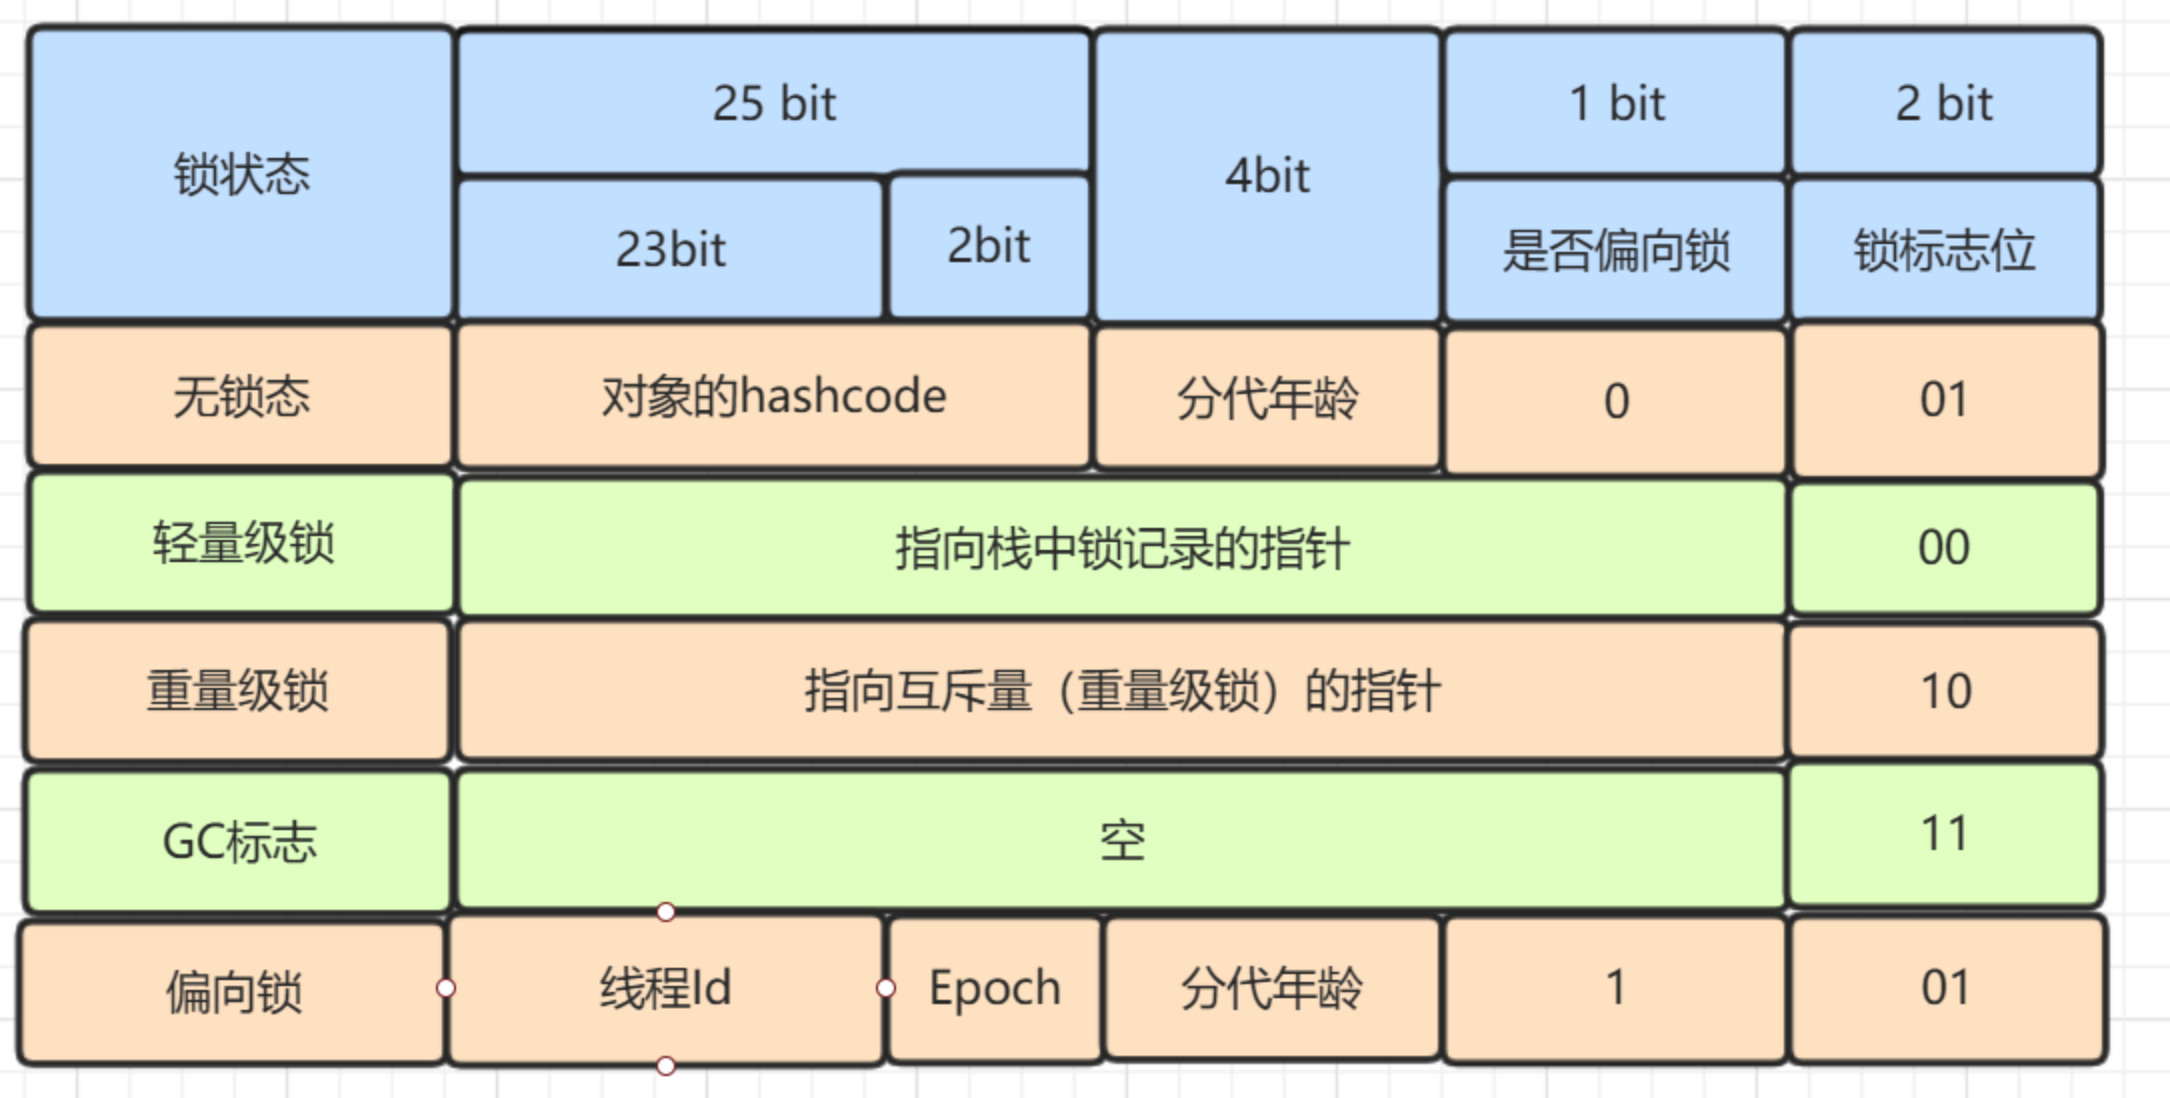 锁状态
25 bit
4bit
1 bit
2 bit
23bit
2bit
是否偏向锁
锁标志位
无锁态
对象的hashcode
分代年龄
0
01
轻量级锁
指向栈中锁记录的指针
00
重量级锁
指向互斥量（重量级锁）的指针
10
GC标志
空
11
偏向锁
线程Id
Epoch
分代年龄
1
01